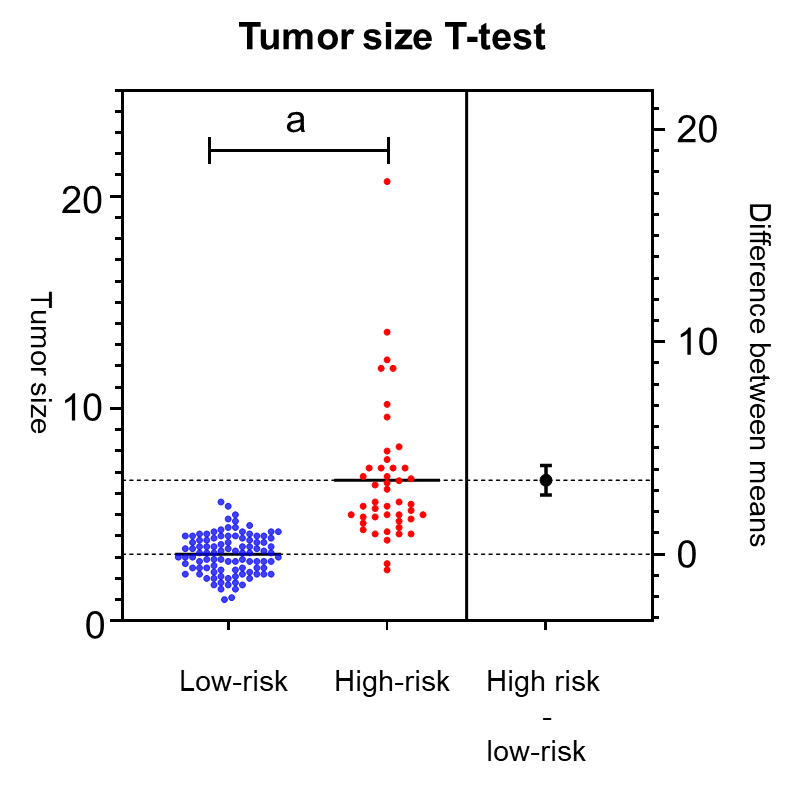 Tumor size T-test
a
20
10
0
Tumor size
20
10
0
Difference between means
Low-risk
High-risk
High risk
-
low-risk